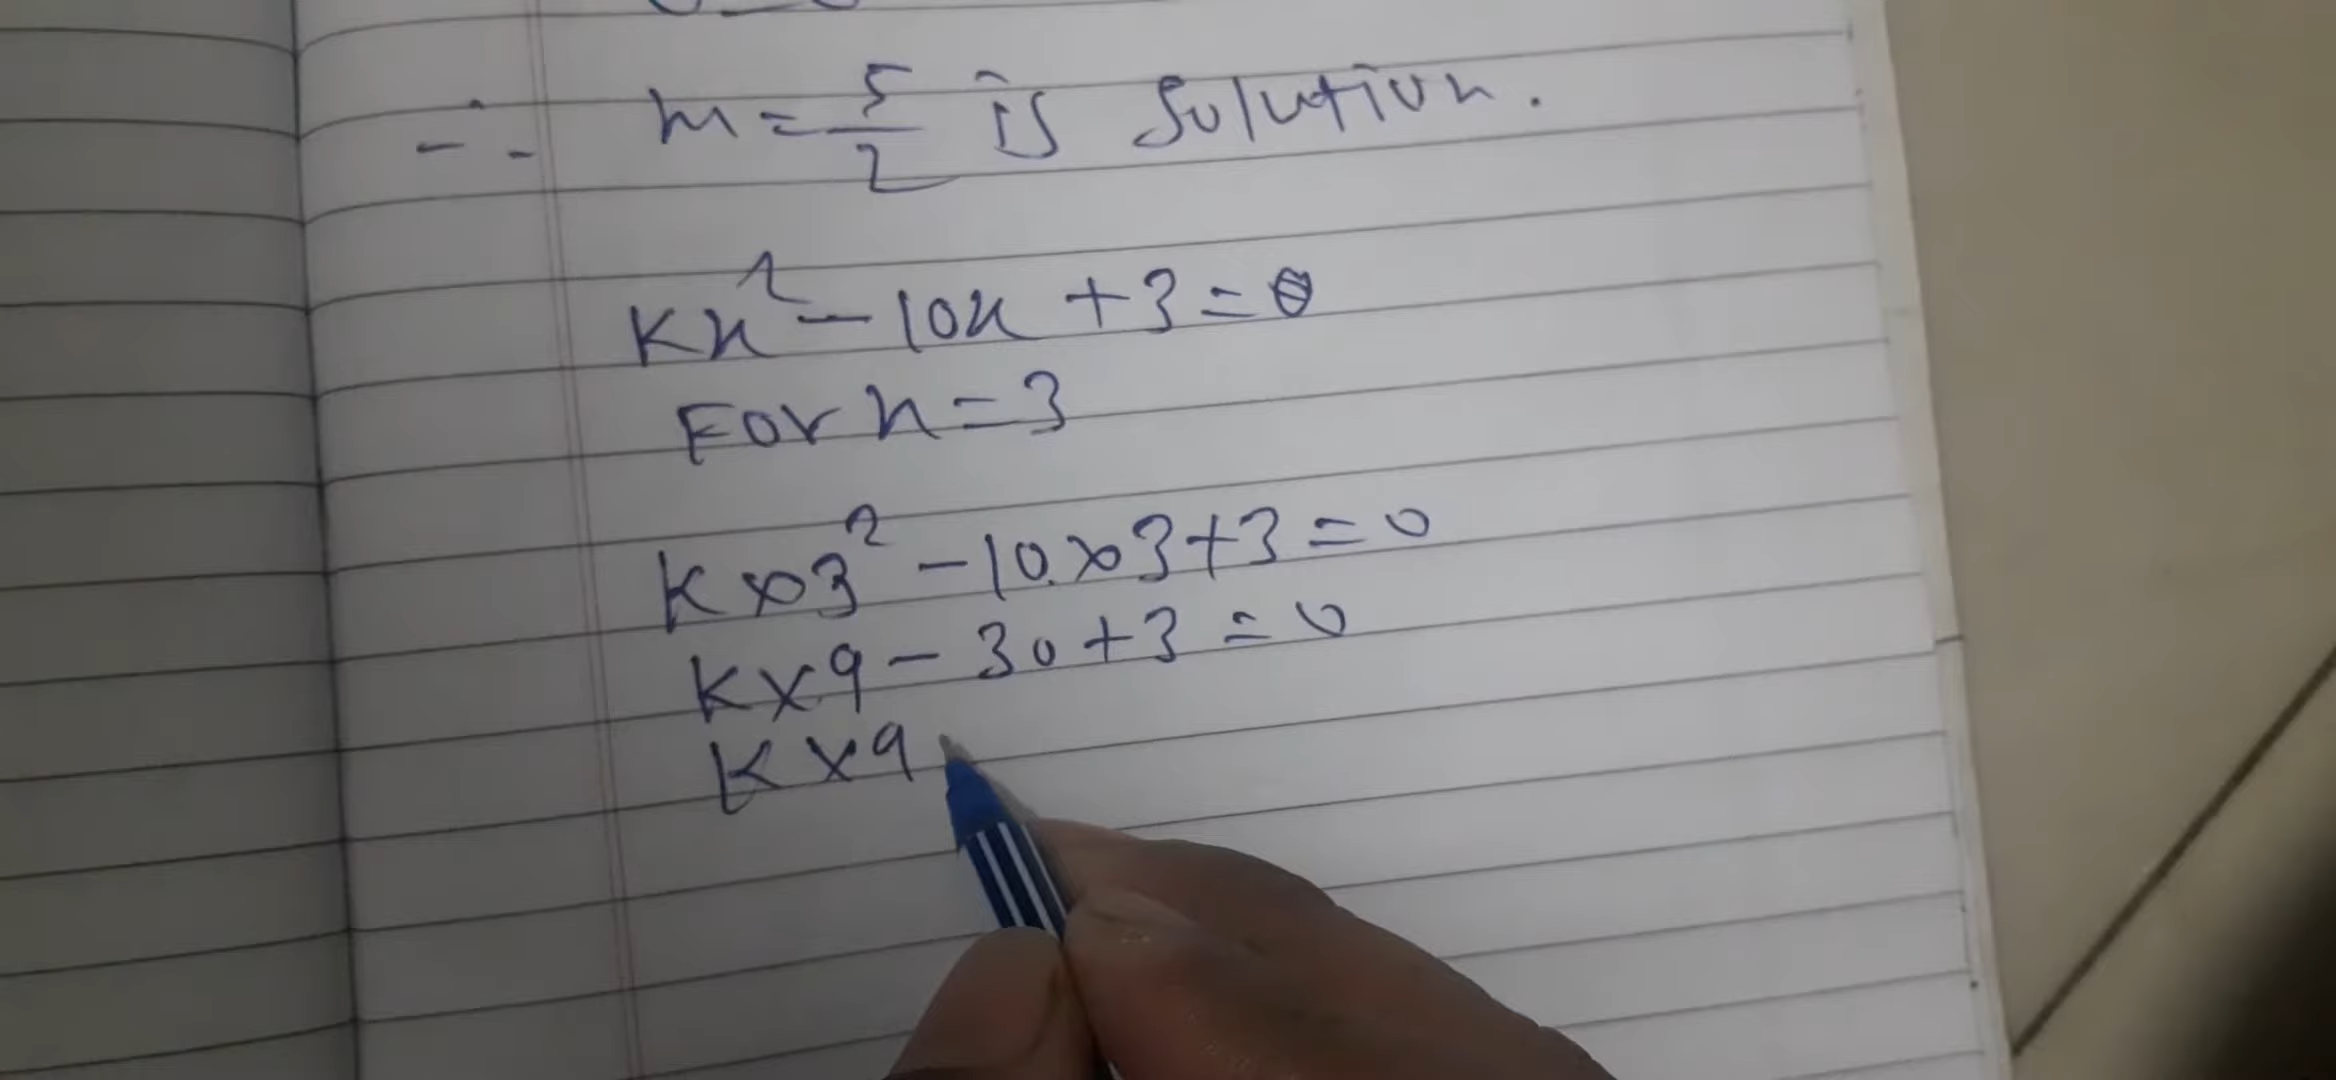 ∴ m = 5/2 is solution.
Kx² - 10x + 3 = 0
For x = 3
K × 3² - 10 × 3 + 3 = 0
K × 9 - 30 + 3 = 0
K × 9